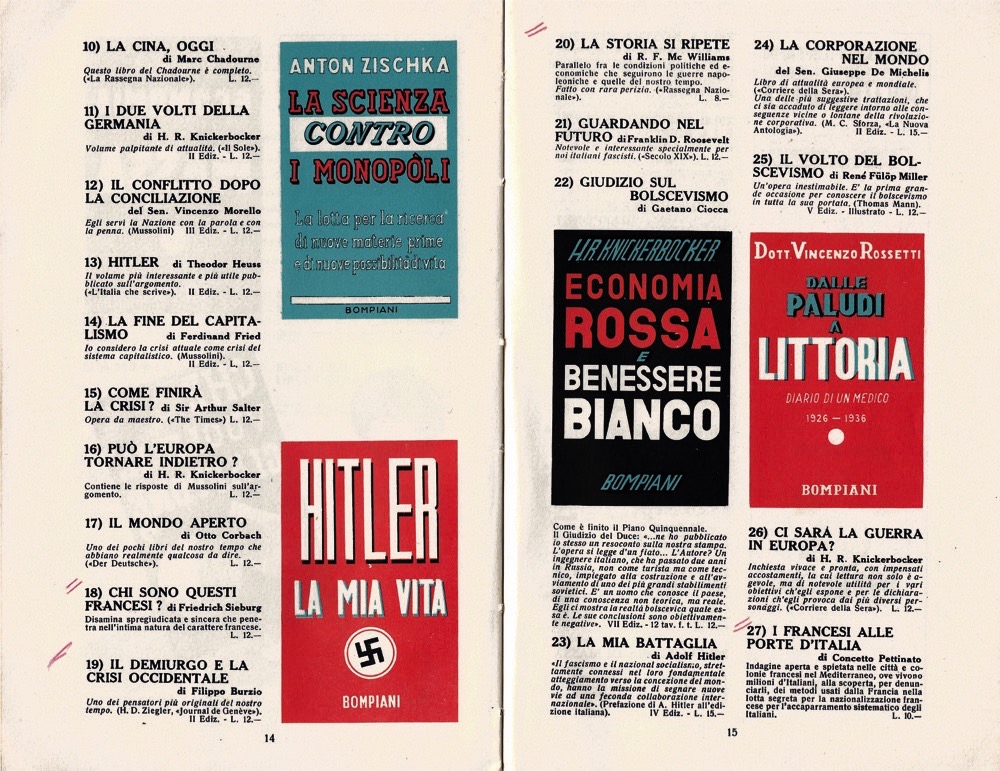 10) LA CINA, OGGI
di Marc Chadourne
Questo libro del Chadourne è completo.
(«La Rassegna Nazionale»). L. 12.—
11) I DUE VOLTI DELLA
GERMANIA
di H. R. Knickerbocker
Volume palpitante di attualità. («Il Sole»).
II Ediz. - L. 12.—
12) IL CONFLITTO DOPO
LA CONCILIAZIONE
del Sen. Vincenzo Morello
Egli servì la Nazione con la parola e con
la penna. (Mussolini) III Ediz. - L. 12.—
13) HITLER di Theodor Heuss
Il volume più interessante e più utile pub-
blicato sull'argomento.
(«L'Italia che scrive»). II Ediz. - L. 12.—
14) LA FINE DEL CAPITA-
LISMO di Ferdinand Fried
Io considero la crisi attuale come crisi del
sistema capitalistico. (Mussolini).
II Ediz. - L. 12.—
15) COME FINIRÀ
LA CRISI? di Sir Arthur Salter
Opera da maestro. («The Times») L. 12.—
16) PUÒ L'EUROPA
TORNARE INDIETRO?
di H. R. Knickerbocker
Contiene le risposte di Mussolini sull'ar-
gomento. L. 12.—
17) IL MONDO APERTO
di Otto Corbach
Uno dei pochi libri del nostro tempo che
abbiano realmente qualcosa da dire.
(«Der Deutsche»). L. 12.—
18) CHI SONO QUESTI
FRANCESI? di Friedrich Sieburg
Disamina spregiudicata e sincera che pene-
tra nell'intima natura del carattere francese.
L. 12.—
19) IL DEMIURGO E LA
CRISI OCCIDENTALE
di Filippo Burzio
Uno dei pensatori più originali del nostro
tempo. (H. D. Ziegler, «Journal de Genève»).
II Ediz. - L. 12.—
ANTON ZISCHKA
LA SCIENZA
CONTRO
I MONOPÒLI
La lotta per la ricerca
di nuove materie prime
e di nuove possibilità di vita
BOMPIANI
HITLER
LA MIA VITA
BOMPIANI
14
20) LA STORIA SI RIPETE
di R. F. Mc Williams
Parallelo fra le condizioni politiche ed e-
conomiche che seguirono le guerre napo-
leoniche e quelle del nostro tempo.
Fatto con rara perizia. («Rassegna Nazio-
nale»). L. 8.—
21) GUARDANDO NEL
FUTURO di Franklin D. Roosevelt
Notevole e interessante specialmente per
noi italiani fascisti. («Secolo XIX»). L. 12.—
22) GIUDIZIO SUL
BOLSCEVISMO
di Gaetano Ciocca
H.R. KNICKERBOCKER
ECONOMIA
ROSSA
E
BENESSERE
BIANCO
BOMPIANI
Come è finito il Piano Quinquennale.
Il Giudizio del Duce: «...ne ho pubblicato
io stesso un resoconto sulla nostra stampa.
L'opera si legge d'un fiato... L'Autore? Un
ingegnere italiano, che ha passato due anni
in Russia, non come turista ma come tec-
nico, impiegato alla costruzione e all'av-
viamento di uno dei più grandi stabilimenti
sovietici. E' un uomo che conosce il paese,
di una conoscenza non teorica, ma reale.
Egli ci mostra la realtà bolscevica quale es-
sa è. Le sue conclusioni sono obiettivamen-
te negative». VII Ediz. - 12 tav. f. t. L. 12.—
23) LA MIA BATTAGLIA
di Adolf Hitler
«Il fascismo e il nazional socialismo, stret-
tamente connessi nel loro fondamentale
atteggiamento verso la concezione del mon-
do, hanno la missione di segnare nuove
vie ad una feconda collaborazione inter-
nazionale». (Prefazione di A. Hitler all'edi-
zione italiana). IV Ediz. - L. 15.—
24) LA CORPORAZIONE
NEL MONDO
del Sen. Giuseppe De Michelis
Libro di attualità europea e mondiale.
(«Corriere della Sera»).
Una delle più suggestive trattazioni, che
ci sia accaduto di leggere intorno alle con-
seguenze vicine o lontane della rivoluzio-
ne corporativa. (M. C. Sforza, «La Nuova
Antologia»). II Ediz. - L. 15.—
25) IL VOLTO DEL BOL-
SCEVISMO di René Fülöp Miller
Un'opera inestimabile. E' la prima gran-
de occasione per conoscere il bolscevismo
in tutta la sua portata. (Thomas Mann).
V Ediz. - Illustrato - L. 12.—
DOTT. VINCENZO ROSSETTI
DALLE
PALUDI
A
LITTORIA
DIARIO DI UN MEDICO
1926 — 1936
BOMPIANI
26) CI SARÀ LA GUERRA
IN EUROPA?
di H. R. Knickerbocker
Inchiesta vivace e pronta, con impensati
accostamenti, la cui lettura non solo è a-
gevole, ma di notevole utilità per i vari
obiettivi ch'egli espone e per le dichiara-
zioni ch'egli provoca dai più diversi per-
sonaggi. («Corriere della Sera»). L. 12.—
27) I FRANCESI ALLE
PORTE D'ITALIA
di Concetto Pettinato
Indagine aperta e spietata nelle città e co-
lonie francesi nel Mediterraneo, ove vivono
milioni d'Italiani, alla scoperta, per denun-
ciarli, dei metodi usati dalla Francia nella
lotta segreta per la nazionalizzazione fran-
cese per l'accaparramento sistematico degli
Italiani. L. 10.—
15